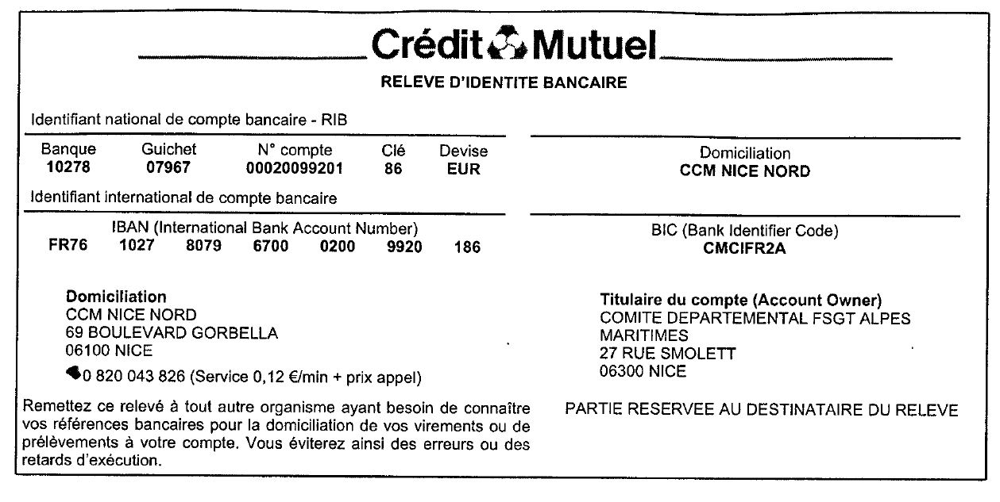 Crédit Mutuel
RELEVE D'IDENTITE BANCAIRE
Identifiant national de compte bancaire - RIB
Banque Guichet N° compte Clé Devise
10278 07967 00020099201 86 EUR
Domiciliation
CCM NICE NORD
Identifiant international de compte bancaire
IBAN (International Bank Account Number)
FR76 1027 8079 6700 0200 9920 186
BIC (Bank Identifier Code)
CMCIFR2A
Domiciliation
CCM NICE NORD
69 BOULEVARD GORBELLA
06100 NICE
0 820 043 826 (Service 0,12 €/min + prix appel)
Titulaire du compte (Account Owner)
COMITE DEPARTEMENTAL FSGT ALPES
MARITIMES
27 RUE SMOLETT
06300 NICE
Remettez ce relevé à tout autre organisme ayant besoin de connaître
vos références bancaires pour la domiciliation de vos virements ou de
prélèvements à votre compte. Vous éviterez ainsi des erreurs ou des
retards d'exécution.
PARTIE RESERVEE AU DESTINATAIRE DU RELEVE